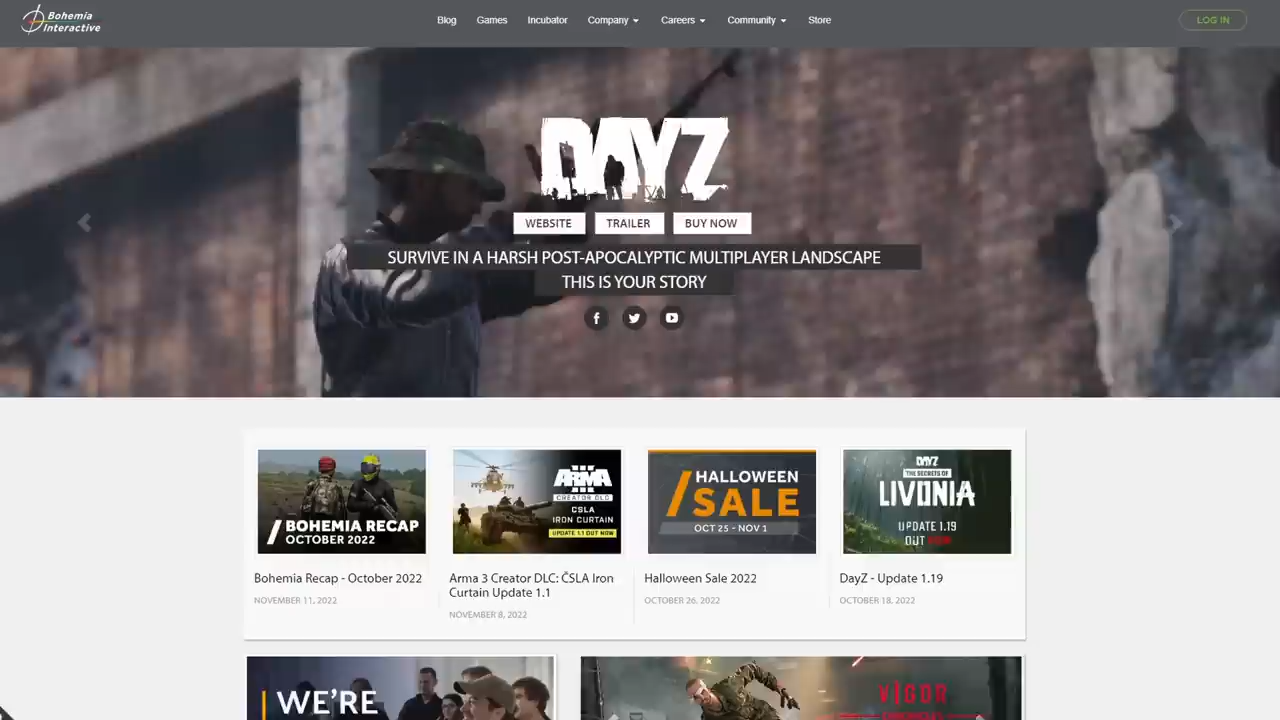 Bohemia
Interactive
Blog
Games
Incubator
Company
Careers
Community
Store
LOG IN
DAYZ
WEBSITE
TRAILER
BUY NOW
SURVIVE IN A HARSH POST-APOCALYPTIC MULTIPLAYER LANDSCAPE
THIS IS YOUR STORY
BOHEMIA RECAP
OCTOBER 2022
ARMA III
CREATOR DLC
CSLA
IRON CURTAIN
UPDATE 1.1 OUT NOW
HALLOWEEN
SALE
OCT 25 - NOV 1
DAYZ
THE SECRETS OF
LIVONIA
UPDATE 1.19
OUT NOW
Bohemia Recap - October 2022
NOVEMBER 11, 2022
Arma 3 Creator DLC: ČSLA Iron
Curtain Update 1.1
NOVEMBER 8, 2022
Halloween Sale 2022
OCTOBER 26, 2022
DayZ - Update 1.19
OCTOBER 18, 2022
WE'RE
VIGOR